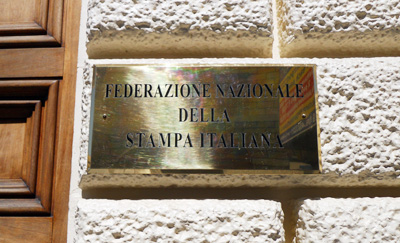 FEDERAZIONE NAZIONALE
DELLA
STAMPA ITALIANA